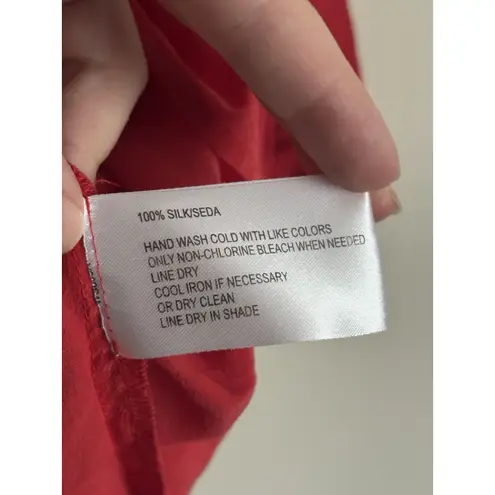 100% SILK/SEDA
HAND WASH COLD WITH LIKE COLORS
ONLY NON-CHLORINE BLEACH WHEN NEEDED
LINE DRY
COOL IRON IF NECESSARY
OR DRY CLEAN
LINE DRY IN SHADE